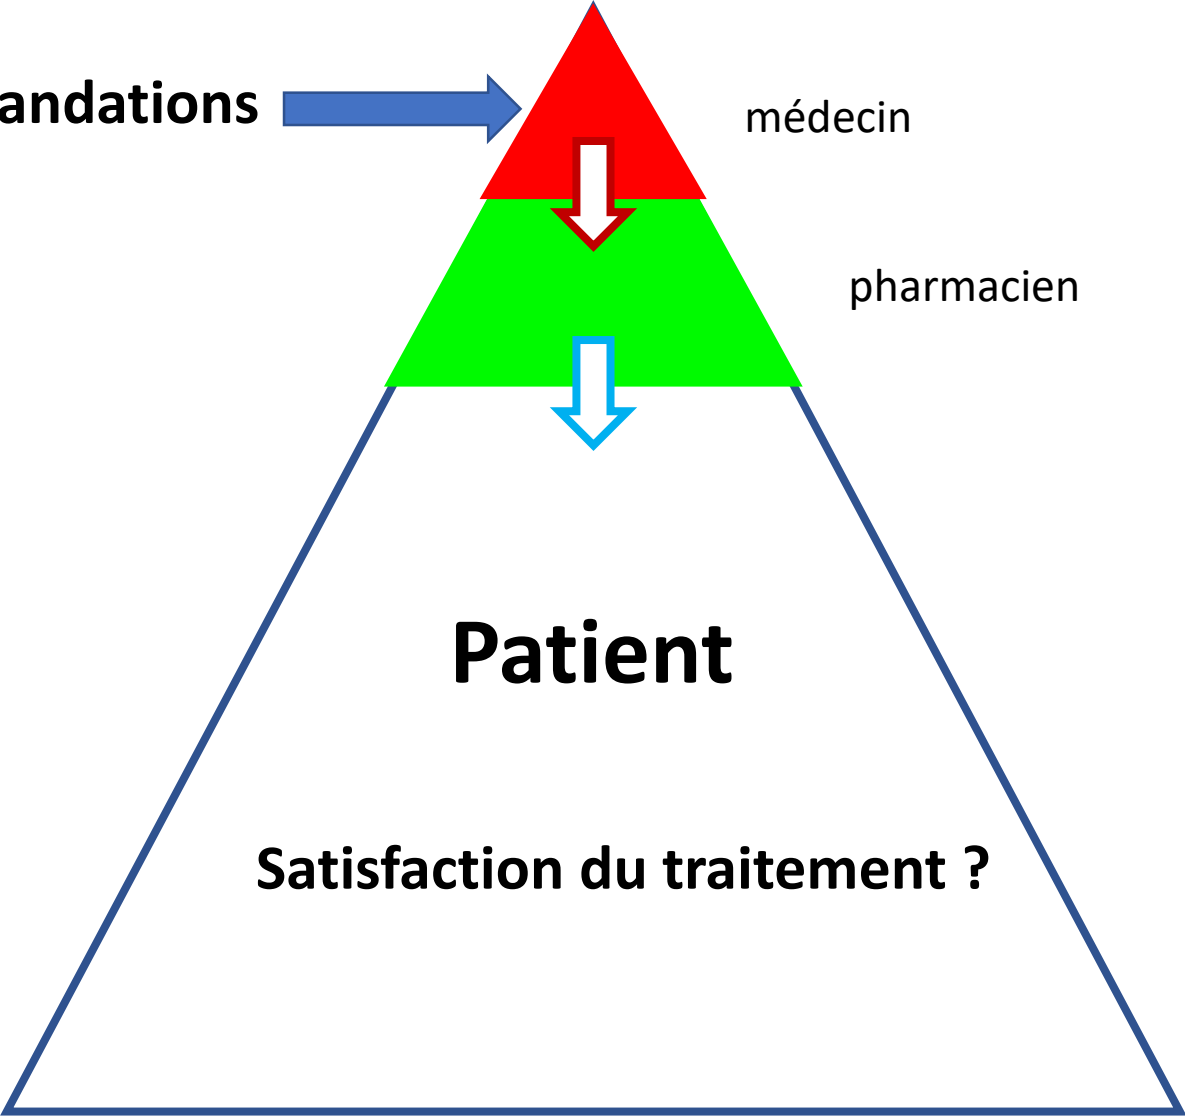 andations
médecin
pharmacien
Patient
Satisfaction du traitement ?